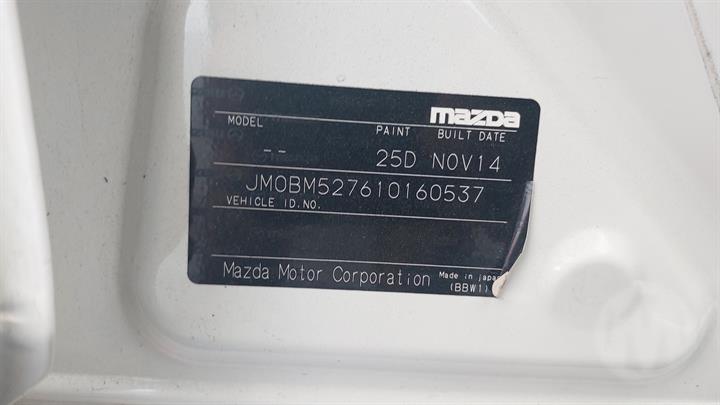 mazda
MODEL PAINT BUILT DATE
-- 25D NOV14
JM0BM527610160537
VEHICLE ID.NO.
Mazda Motor Corporation Made in japan
(BBW1)
M